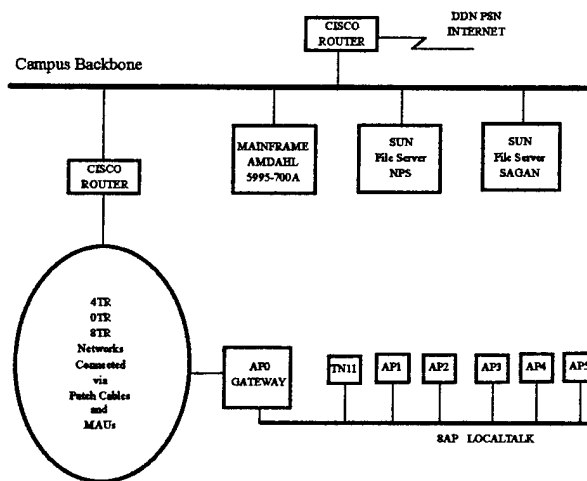 DDN PSN
INTERNET
CISCO
ROUTER
Campus Backbone
MAINFRAME
AMDAHL
5995-700A
SUN
File Server
NPS
SUN
File Server
SAGAN
CISCO
ROUTER
4TR
0TR
8TR
Networks
Connected
via
Patch Cables
and
MAUs
AP0
GATEWAY
TN11
AP1
AP2
AP3
AP4
AP5
8AP LOCALTALK